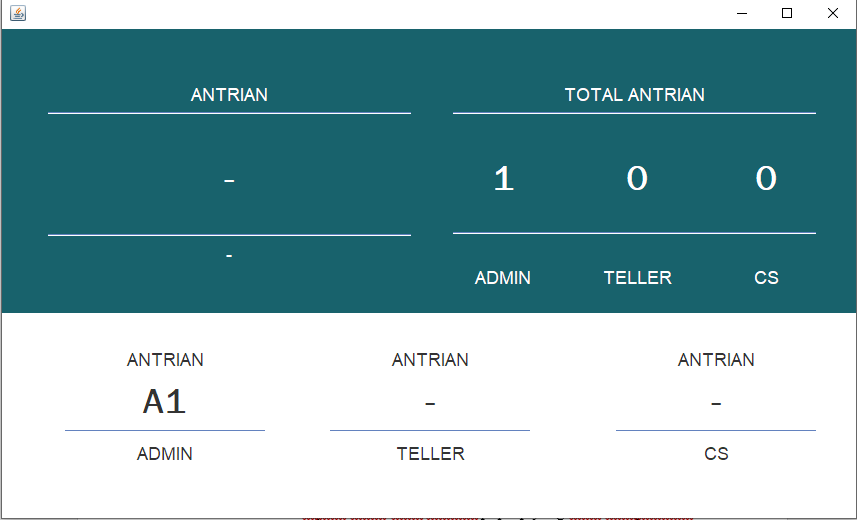 ANTRIAN
-
-
TOTAL ANTRIAN
1 0 0
ADMIN TELLER CS
ANTRIAN
A1
ADMIN
ANTRIAN
-
TELLER
ANTRIAN
-
CS